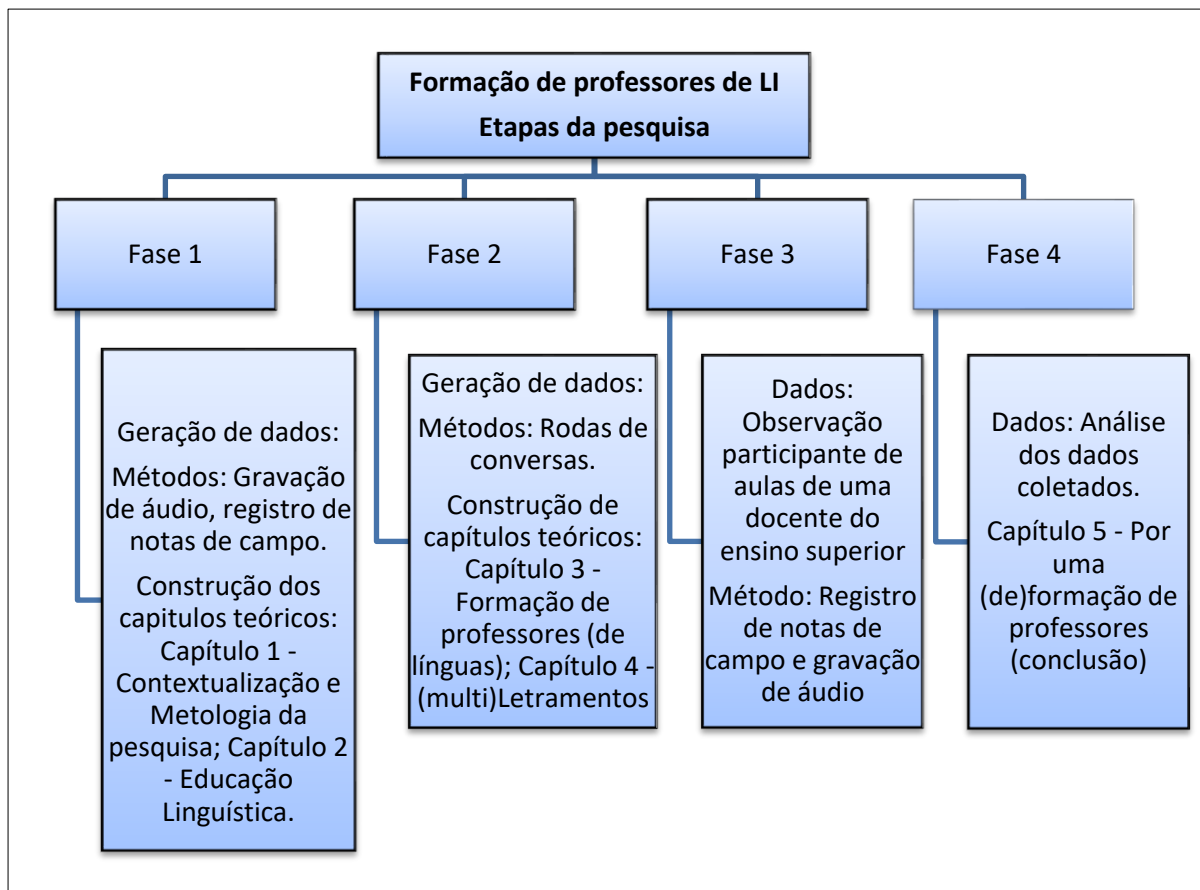 Formação de professores de LI
Etapas da pesquisa
Fase 1
Fase 2
Fase 3
Fase 4
Geração de dados:
Métodos: Gravação
de áudio, registro de
notas de campo.
Construção dos
capitulos teóricos:
Capítulo 1 -
Contextualização e
Metologia da
pesquisa; Capítulo 2
- Educação
Linguística.
Geração de dados:
Métodos: Rodas de
conversas.
Construção de
capítulos teóricos:
Capítulo 3 -
Formação de
professores (de
línguas); Capítulo 4 -
(multi)Letramentos
Dados:
Observação
participante de
aulas de uma
docente do
ensino superior
Método: Registro
de notas de
campo e gravação
de áudio
Dados: Análise
dos dados
coletados.
Capítulo 5 - Por
uma
(de)formação de
professores
(conclusão)